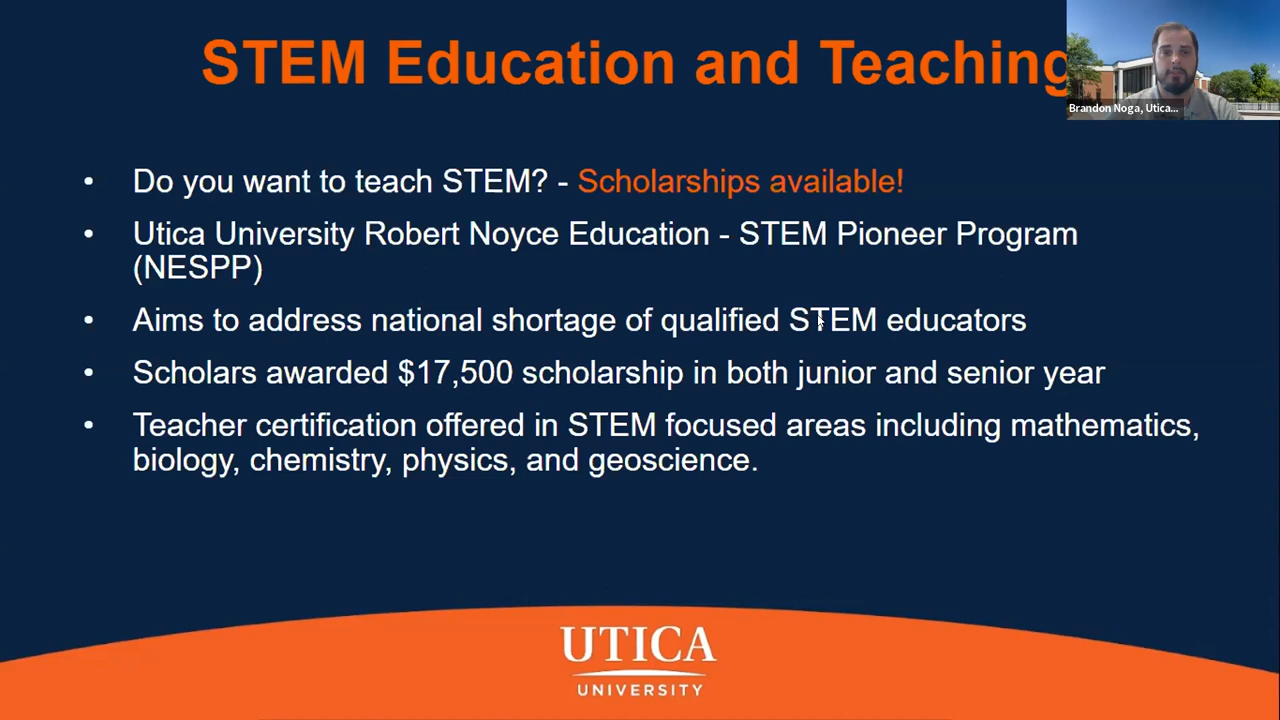 STEM Education and Teaching
Brandon Noga, Utica...
• Do you want to teach STEM? - Scholarships available!
• Utica University Robert Noyce Education - STEM Pioneer Program
(NESPP)
• Aims to address national shortage of qualified STEM educators
• Scholars awarded $17,500 scholarship in both junior and senior year
• Teacher certification offered in STEM focused areas including mathematics,
biology, chemistry, physics, and geoscience.
UTICA
UNIVERSITY